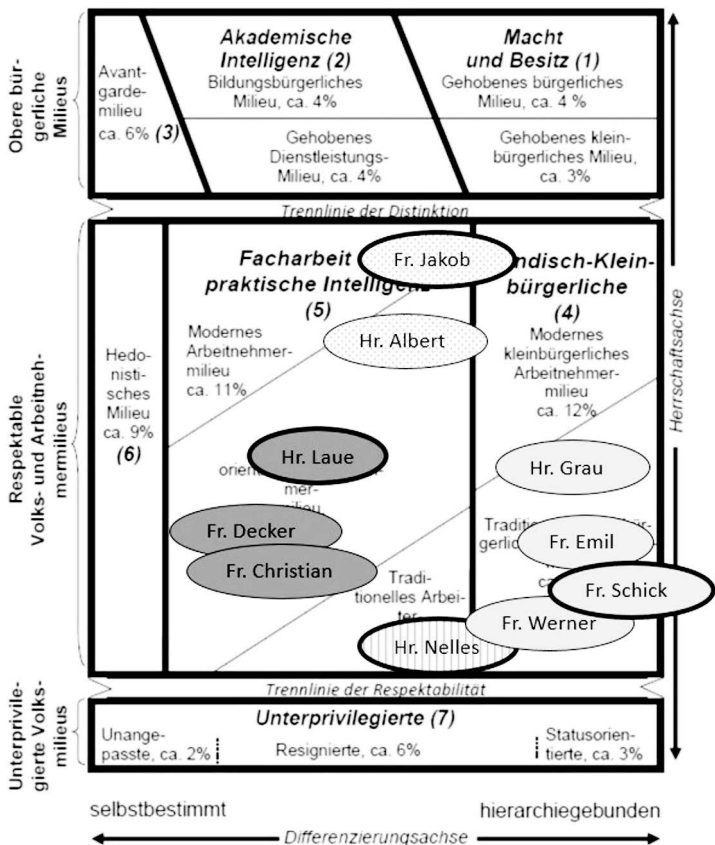 Obere bür-
gerliche
Milieus
Avant-
garde-
milieu
ca. 6% (3)
Akademische
Intelligenz (2)
Bildungsbürgerliches
Milieu, ca. 4%
Gehobenes
Dienstleistungs-
Milieu, ca. 4%
Macht
und Besitz (1)
Gehobenes bürgerliches
Milieu, ca. 4 %
Gehobenes klein-
bürgerliches Milieu,
ca. 3%
Trennlinie der Distinktion
Respektable
Volks- und Arbeitneh-
mermilieus
Hedo-
nisti-
sches
Milieu
ca. 9%
(6)
Facharbeit
praktische Intelligenz
(5)
Modernes
Arbeitnehmer-
milieu
ca. 11%
Fr. Jakob
Hr. Albert
ndisch-Klein-
bürgerliche
(4)
Modernes
kleinbürgerliches
Arbeitnehmer-
milieu
ca. 12%
Hr. Laue
orient
mer-
Fr. Decker
Fr. Christian
Hr. Grau
Fr. Emil
Fr. Schick
Fr. Werner
Tradi-
tionelles Arbei-
ter-
Hr. Nelles
Trennlinie der Respektabilität
Unterprivile-
gierte Volks-
milieus
Unterprivilegierte (7)
Unange-
passte, ca. 2%
Resignierte, ca. 6%
Statusorien-
tierte, ca. 3%
Herrschaftsachse
selbstbestimmt
hierarchiegebunden
Differenzierungsachse